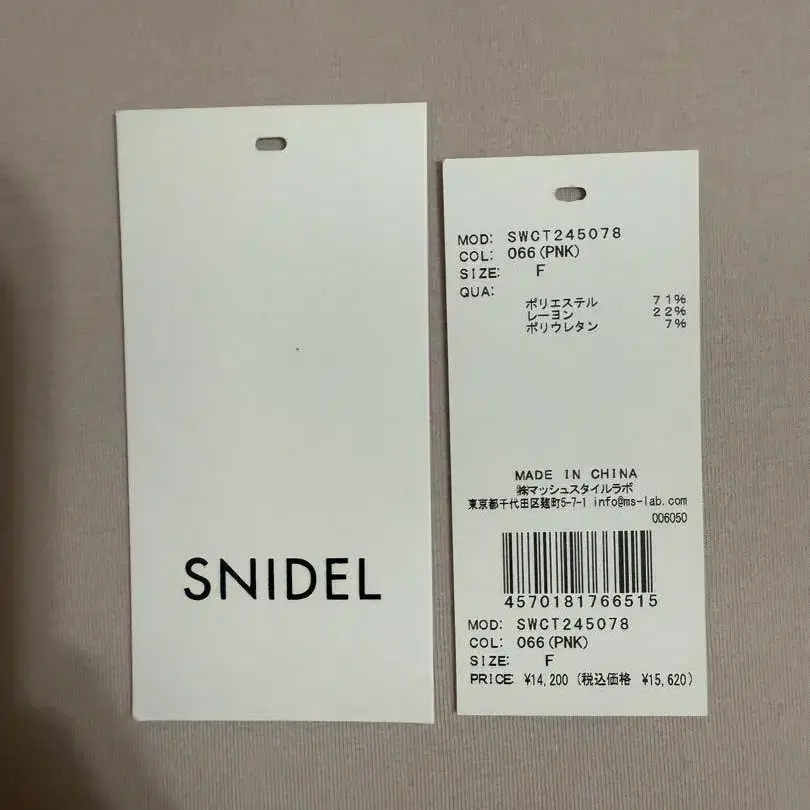 SNIDEL
MOD: SWCT245078
COL: 066(PNK)
SIZE: F
QUA:
ポリエステル 71%
レーヨン 22%
ポリウレタン 7%
MADE IN CHINA
㈱マッシュスタイルラボ
東京都千代田区麹町5-7-1 info@ms-lab.com
006050
4570181766515
MOD: SWCT245078
COL: 066(PNK)
SIZE: F
PRICE: ¥14,200 (税込価格 ¥15,620)